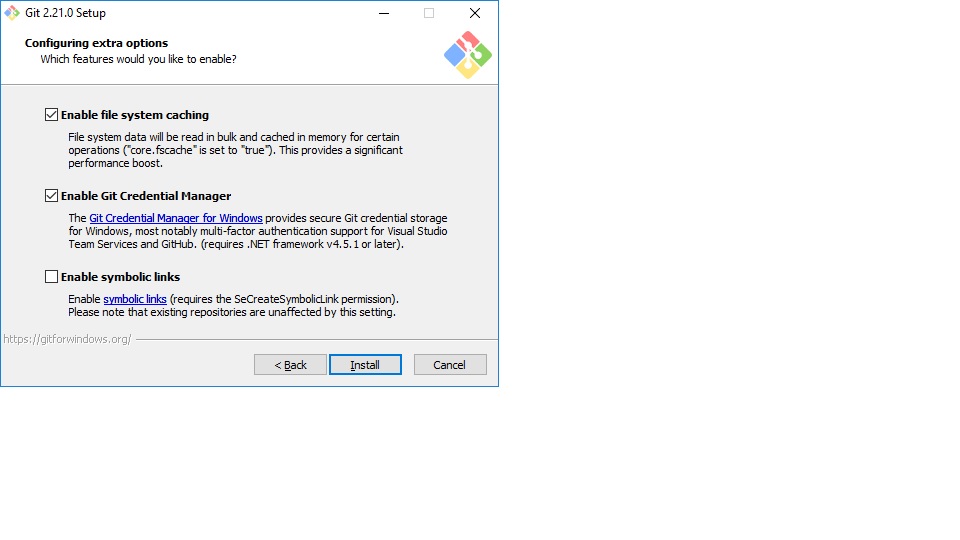 Git 2.21.0 Setup
Configuring extra options
Which features would you like to enable?
Enable file system caching
File system data will be read in bulk and cached in memory for certain
operations ("core.fscache" is set to "true"). This provides a significant
performance boost.
Enable Git Credential Manager
The Git Credential Manager for Windows provides secure Git credential storage
for Windows, most notably multi-factor authentication support for Visual Studio
Team Services and GitHub. (requires .NET framework v4.5.1 or later).
Enable symbolic links
Enable symbolic links (requires the SeCreateSymbolicLink permission).
Please note that existing repositories are unaffected by this setting.
https://gitforwindows.org/
< Back Install Cancel